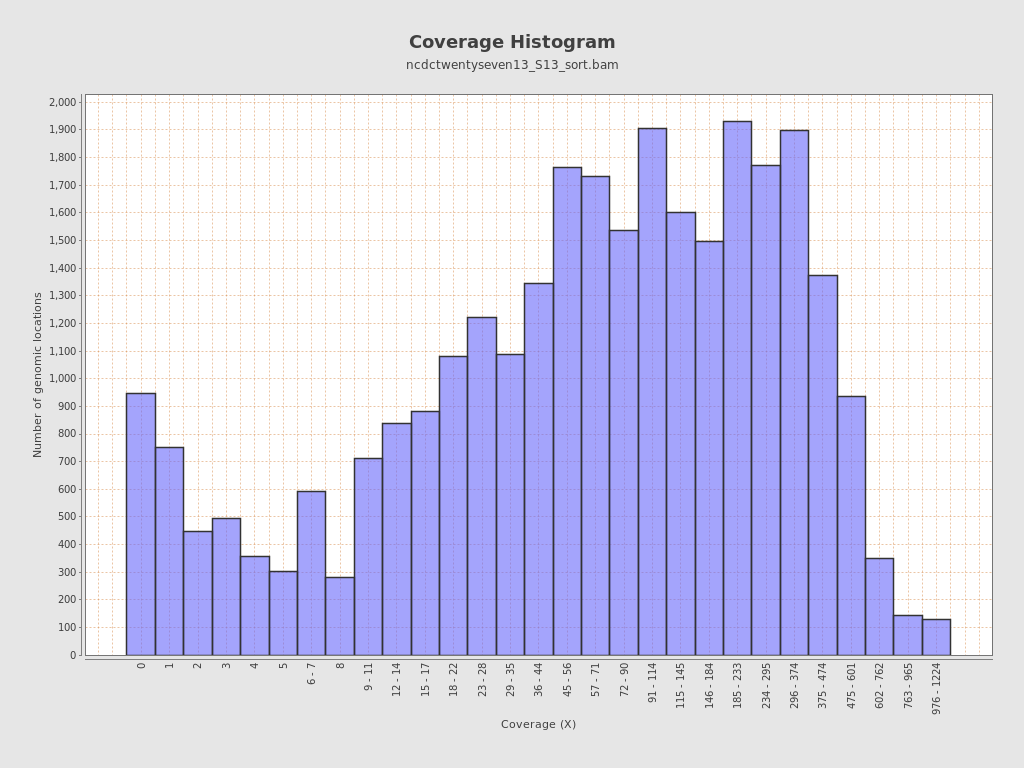 Coverage Histogram
ncdctwentyseven13_S13_sort.bam
2,000
1,900
1,800
1,700
1,600
1,500
1,400
1,300
1,200
1,100
1,000
900
800
700
600
500
400
300
200
100
0
Number of genomic locations
0
1
2
3
4
5
6 - 7
8
9 - 11
12 - 14
15 - 17
18 - 22
23 - 28
29 - 35
36 - 44
45 - 56
57 - 71
72 - 90
91 - 114
115 - 145
146 - 184
185 - 233
234 - 295
296 - 374
375 - 474
475 - 601
602 - 762
763 - 965
976 - 1224
Coverage (X)